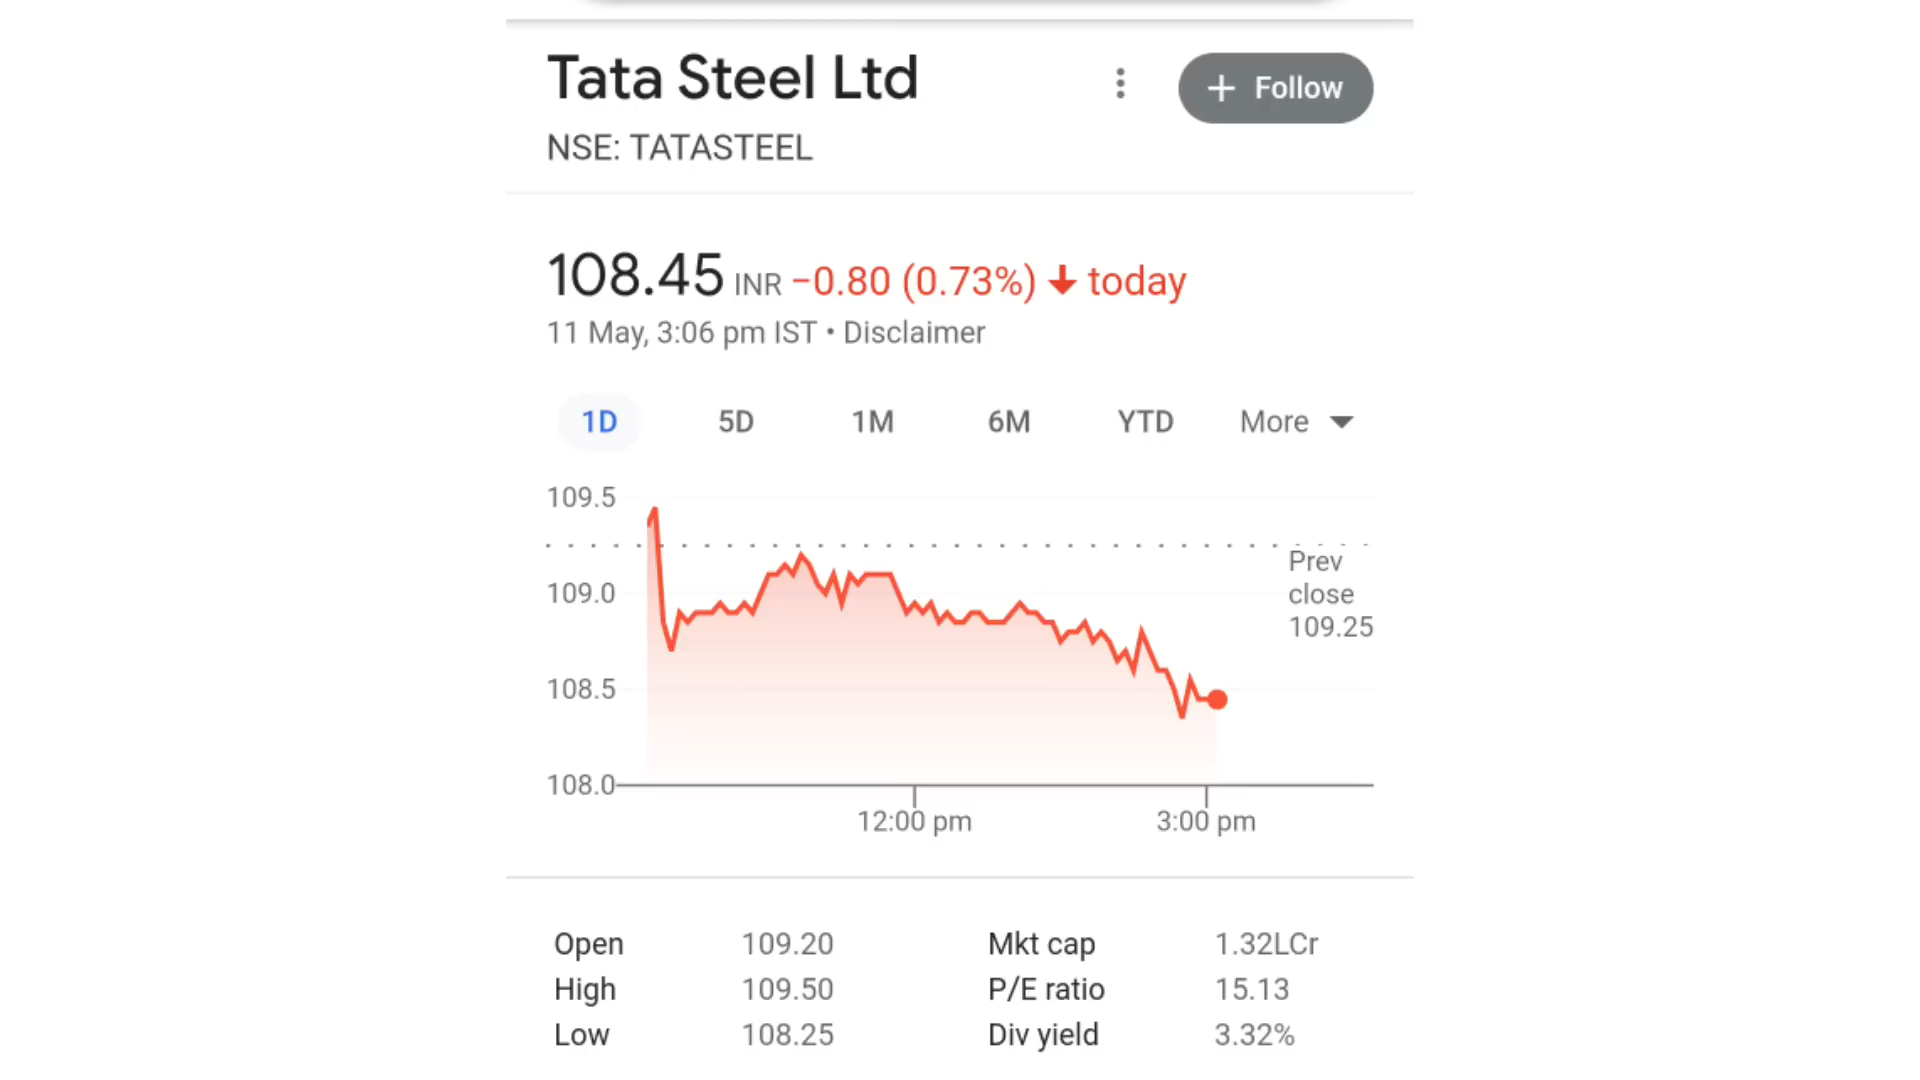 Tata Steel Ltd
+ Follow
NSE: TATASTEEL
108.45 INR −0.80 (0.73%) ↓ today
11 May, 3:06 pm IST • Disclaimer
1D 5D 1M 6M YTD More
109.5
109.0
108.5
108.0
Prev
close
109.25
12:00 pm 3:00 pm
Open 109.20 Mkt cap 1.32LCr
High 109.50 P/E ratio 15.13
Low 108.25 Div yield 3.32%